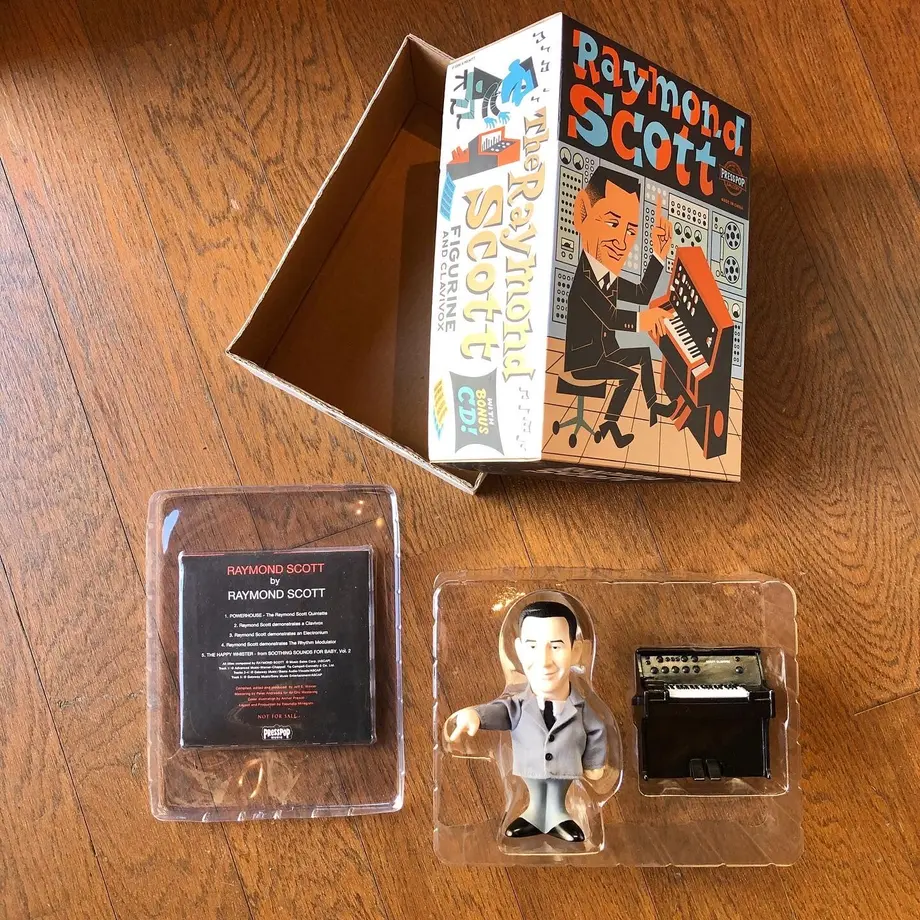 Raymond
Scott
PRESSPOP
The Raymond
Scott
FIGURINE
AND CLAVIVOX
WITH
BONUS
CD!
RAYMOND SCOTT
by
RAYMOND SCOTT
1. POWERHOUSE - The Raymond Scott Quintette
2. Raymond Scott demonstrates a Clavivox
3. Raymond Scott demonstrates an Electronium
4. Raymond Scott demonstrates The Rhythm Modulator
5. THE HAPPY WHISTLER - from SOOTHING SOUNDS FOR BABY, Vol. 2
NOT FOR SALE
PRESSPOP
MUSIC